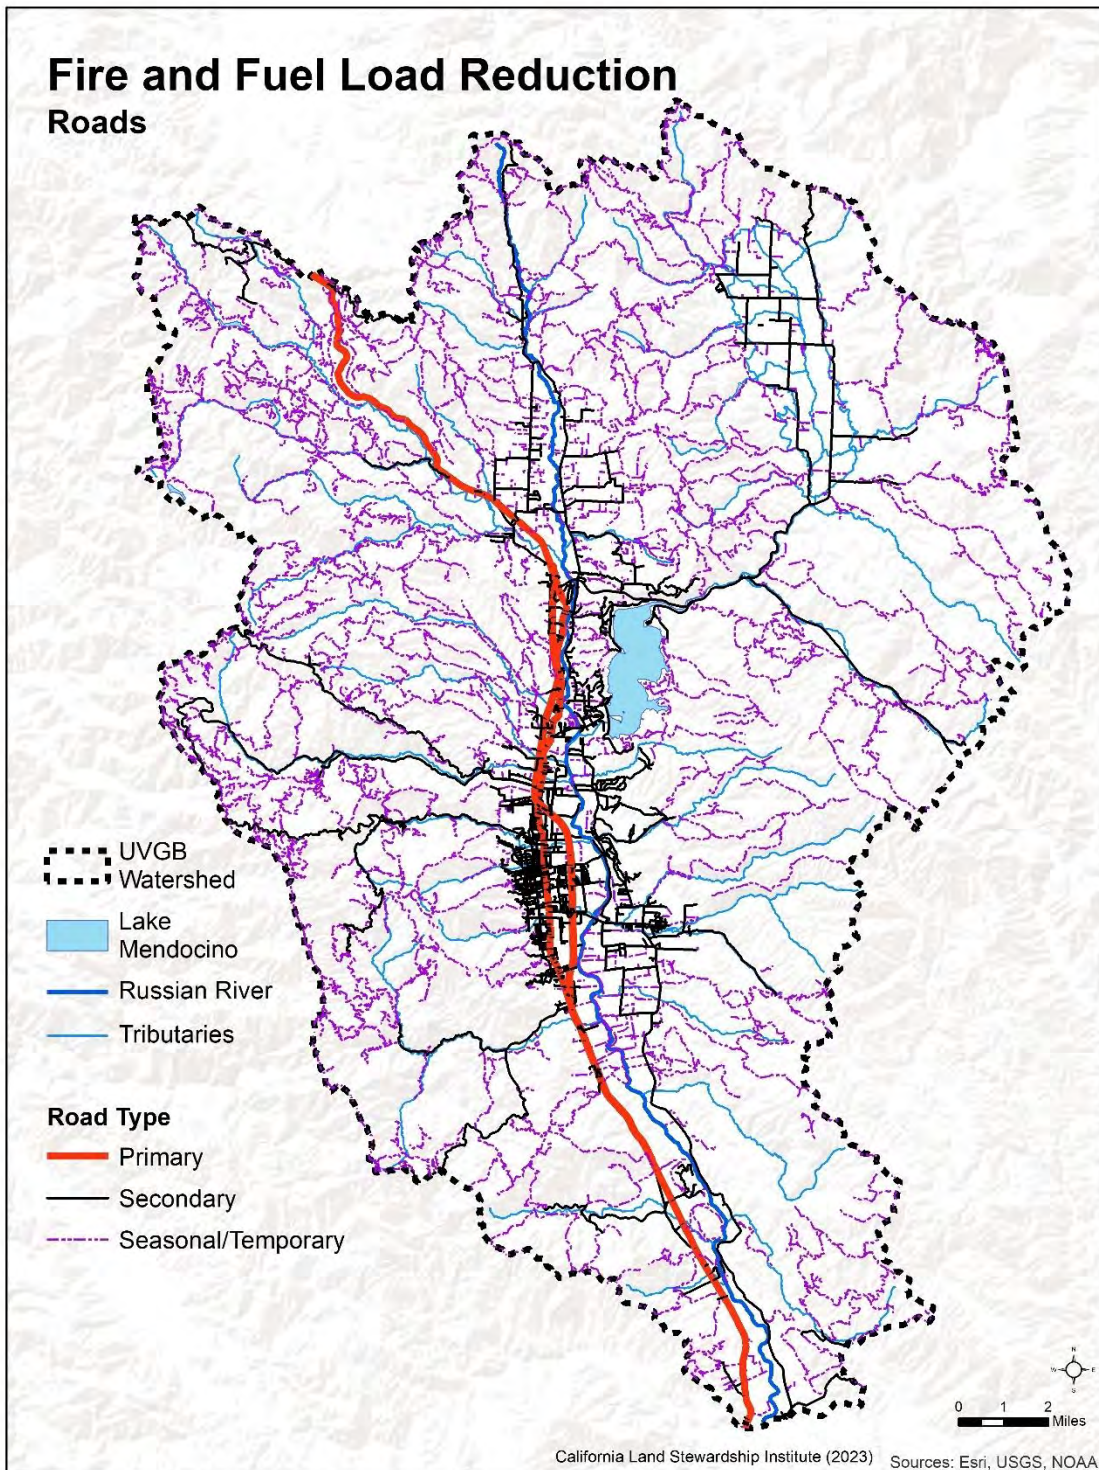 Fire and Fuel Load Reduction
Roads
UVGB
Watershed
Lake
Mendocino
Russian River
Tributaries
Road Type
Primary
Secondary
Seasonal/Temporary
N
W
E
S
0 1 2
Miles
California Land Stewardship Institute (2023) Sources: Esri, USGS, NOAA